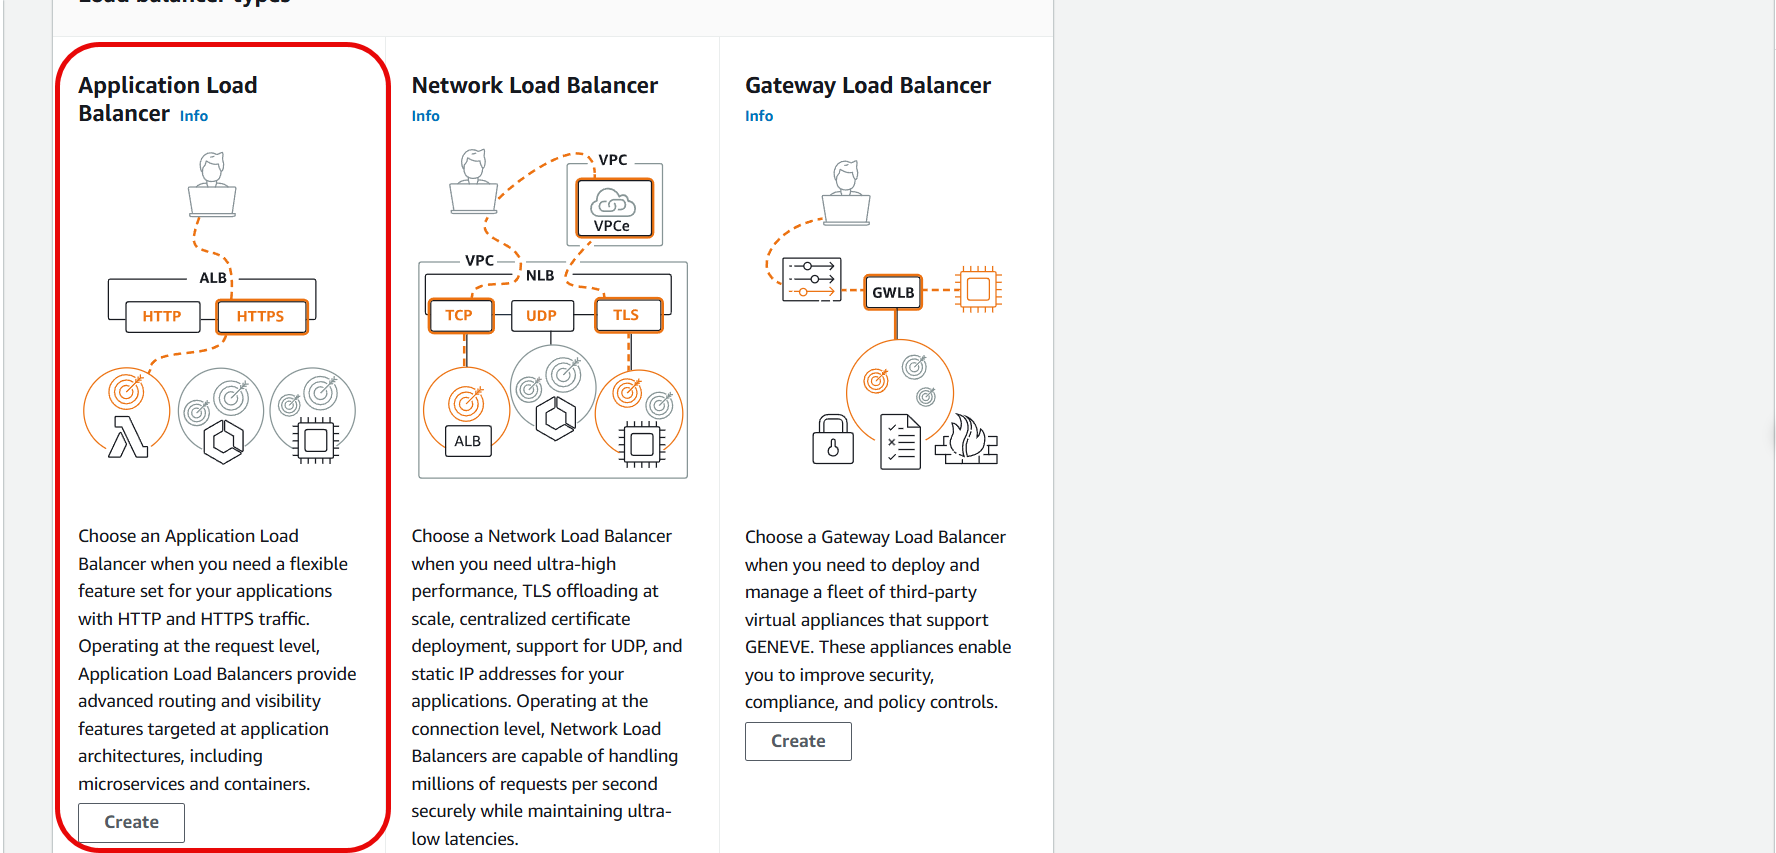 Load balancer types
Application Load
Balancer Info
ALB
HTTP HTTPS
Choose an Application Load
Balancer when you need a flexible
feature set for your applications
with HTTP and HTTPS traffic.
Operating at the request level,
Application Load Balancers provide
advanced routing and visibility
features targeted at application
architectures, including
microservices and containers.
Create
Network Load Balancer
Info
VPC
VPCe
VPC
NLB
TCP UDP TLS
ALB
Choose a Network Load Balancer
when you need ultra-high
performance, TLS offloading at
scale, centralized certificate
deployment, support for UDP, and
static IP addresses for your
applications. Operating at the
connection level, Network Load
Balancers are capable of handling
millions of requests per second
securely while maintaining ultra-
low latencies.
Gateway Load Balancer
Info
GWLB
Choose a Gateway Load Balancer
when you need to deploy and
manage a fleet of third-party
virtual appliances that support
GENEVE. These appliances enable
you to improve security,
compliance, and policy controls.
Create